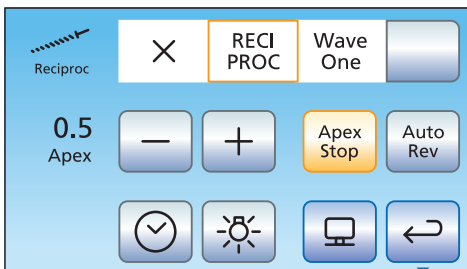 Reciproc
RECI
PROC
Wave
One
0.5
Apex
Apex
Stop
Auto
Rev